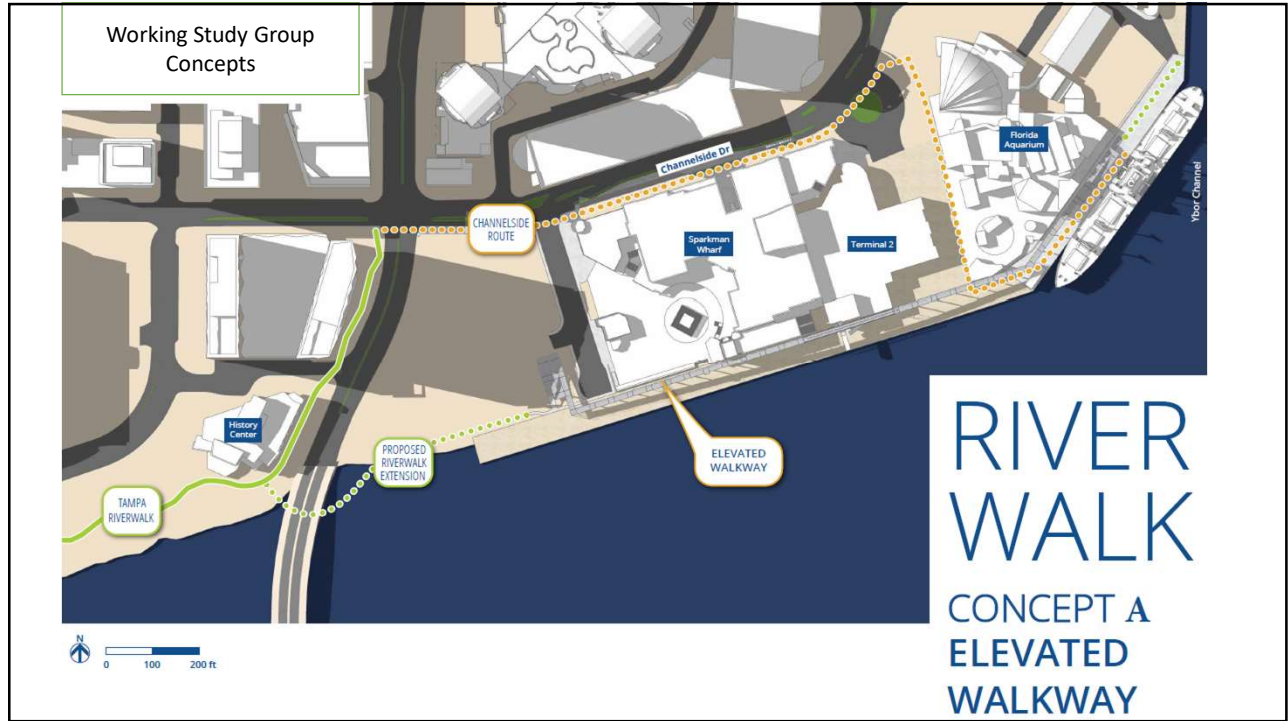 Working Study Group
Concepts
Channelside Dr
Florida
Aquarium
Ybor Channel
CHANNELSIDE
ROUTE
Sparkman
Wharf
Terminal 2
History
Center
PROPOSED
RIVERWALK
EXTENSION
ELEVATED
WALKWAY
TAMPA
RIVERWALK
RIVER
WALK
CONCEPT A
ELEVATED
WALKWAY
N
0 100 200 ft